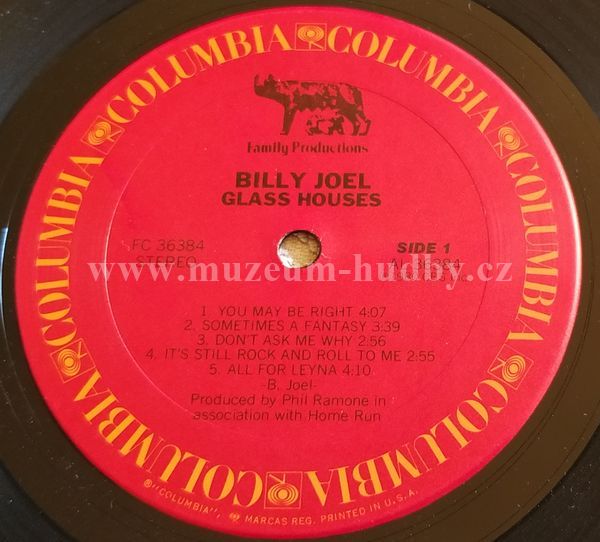 COLUMBIA COLUMBIA COLUMBIA COLUMBIA COLUMBIA COLUMBIA
Family Productions
BILLY JOEL
GLASS HOUSES
FC 36384
STEREO
SIDE 1
AL 36384
www.muzeum-hudby.cz
1. YOU MAY BE RIGHT 4:07
2. SOMETIMES A FANTASY 3:39
3. DON'T ASK ME WHY 2:56
4. IT'S STILL ROCK AND ROLL TO ME 2:55
5. ALL FOR LEYNA 4:10
-B. Joel-
Produced by Phil Ramone in
association with Home Run
®"COLUMBIA", MARCAS REG. PRINTED IN U.S.A.